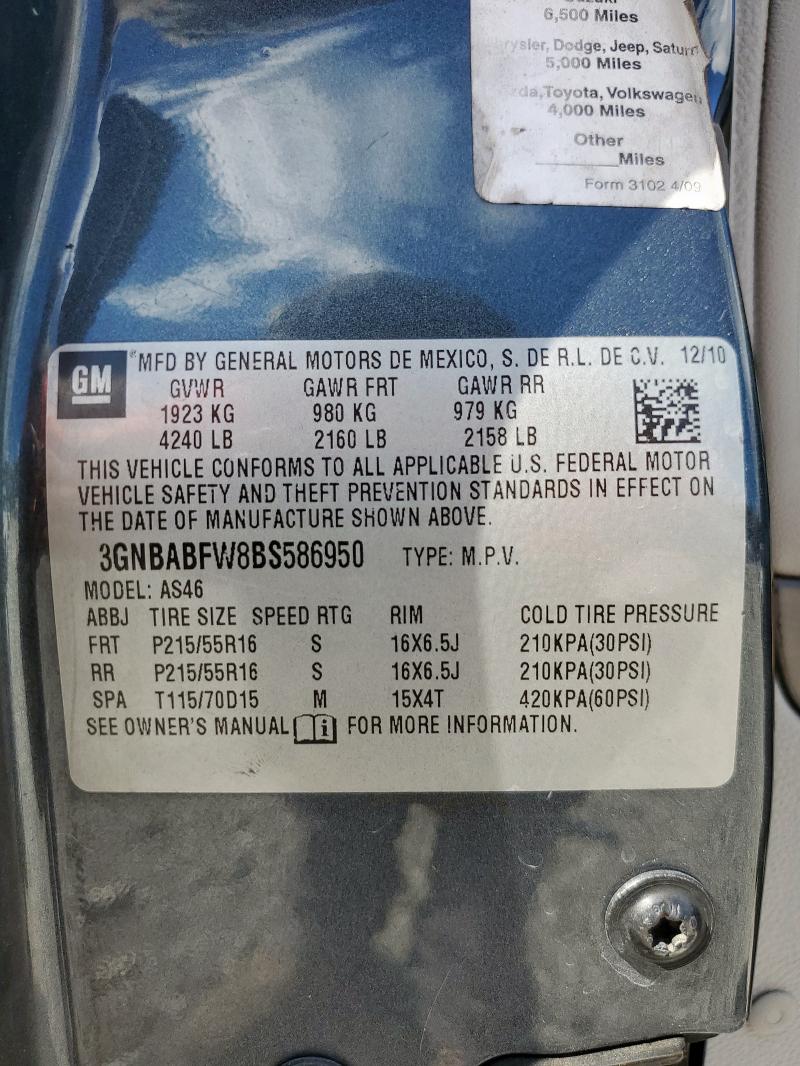 6,500 Miles
Dodge, Jeep,
5,000 Miles
Toyota, Volkswagen,
4,000 Miles
Other
______Miles
Form 3102 4/09
GM
MFD BY GENERAL MOTORS DE MEXICO, S. DE R.L. DE C.V. 12/10
GVWR GAWR FRT GAWR RR
1923 KG 980 KG 979 KG
4240 LB 2160 LB 2158 LB
THIS VEHICLE CONFORMS TO ALL APPLICABLE U.S. FEDERAL MOTOR
VEHICLE SAFETY AND THEFT PREVENTION STANDARDS IN EFFECT ON
THE DATE OF MANUFACTURE SHOWN ABOVE.
3GNBABFW8BS586950 TYPE: M.P.V.
MODEL: AS46
ABBJ TIRE SIZE SPEED RTG RIM COLD TIRE PRESSURE
FRT P215/55R16 S 16X6.5J 210KPA(30PSI)
RR P215/55R16 S 16X6.5J 210KPA(30PSI)
SPA T115/70D15 M 15X4T 420KPA(60PSI)
SEE OWNER'S MANUAL i FOR MORE INFORMATION.